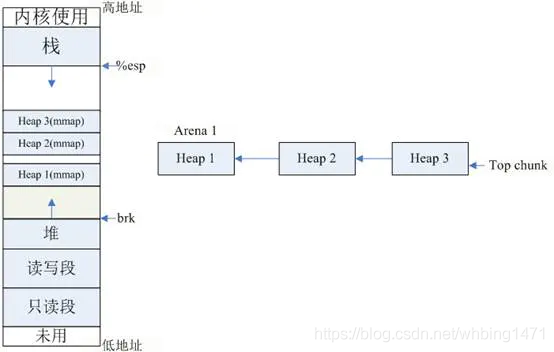 高地址
内核使用
栈
%esp
Heap 3(mmap)
Heap 2(mmap)
Heap 1(mmap)
brk
堆
读写段
只读段
未用
低地址
Arena 1
Heap 1
Heap 2
Heap 3
Top chunk
https://blog.csdn.net/whbing1471